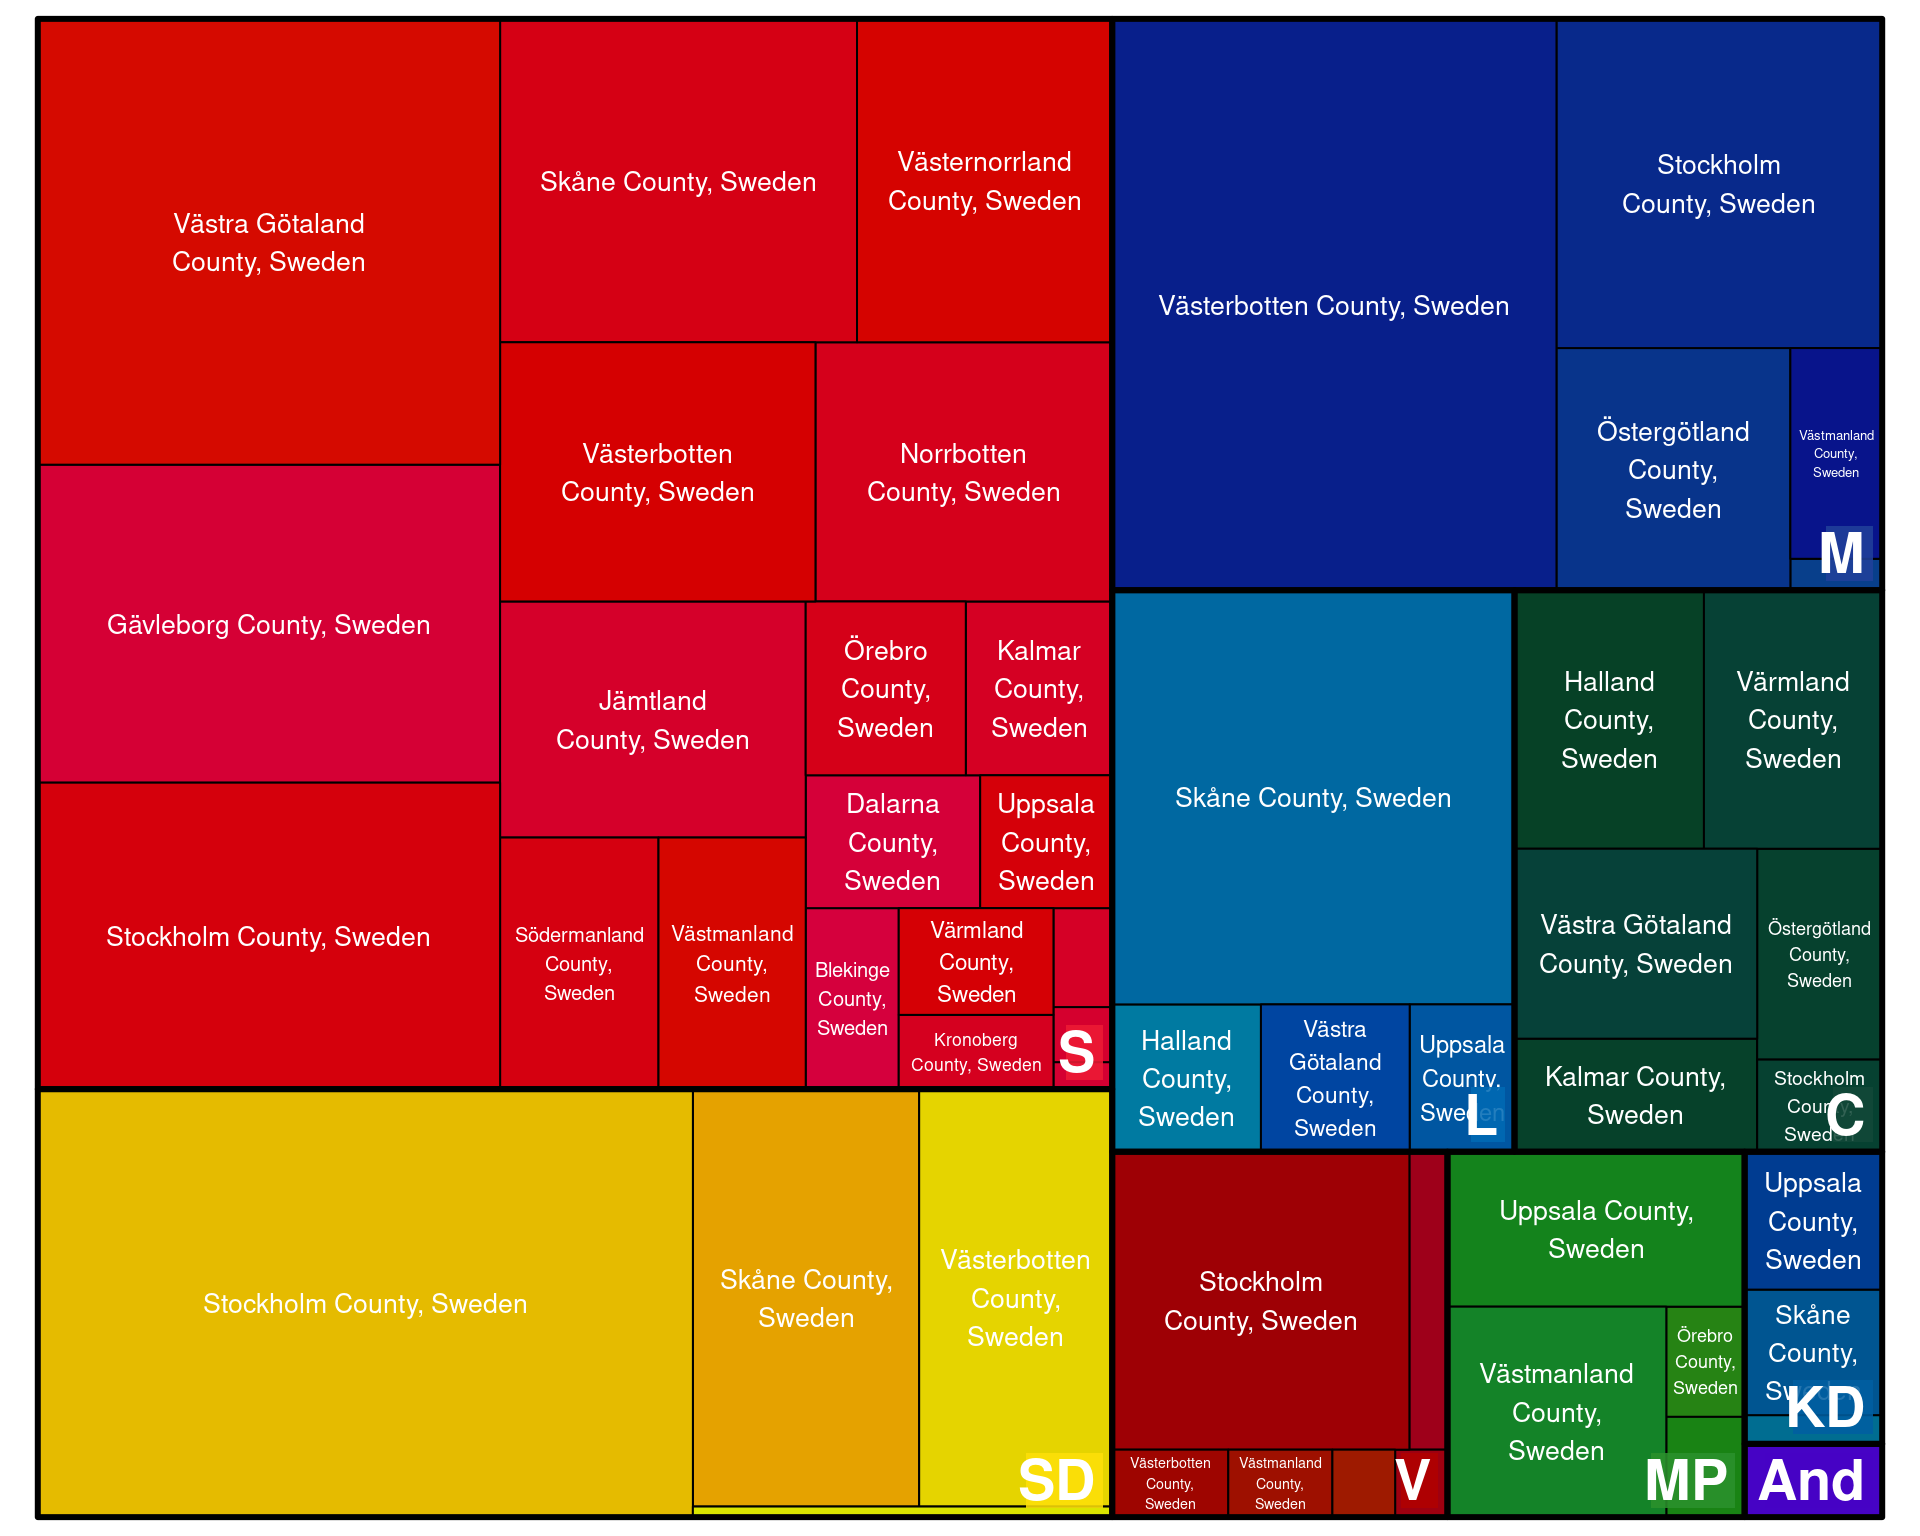 Västra Götaland
County, Sweden
Skåne County, Sweden
Västernorrland
County, Sweden
Gävleborg County, Sweden
Stockholm County, Sweden
Västerbotten
County, Sweden
Norrbotten
County, Sweden
Jämtland
County, Sweden
Örebro
County,
Sweden
Kalmar
County,
Sweden
Dalarna
County,
Sweden
Uppsala
County,
Sweden
Södermanland
County,
Sweden
Västmanland
County,
Sweden
Blekinge
County,
Sweden
Värmland
County,
Sweden
Kronoberg
County, Sweden
S
Stockholm County, Sweden
Skåne County,
Sweden
Västerbotten
County,
Sweden
SD
Västerbotten County, Sweden
Stockholm
County, Sweden
Östergötland
County,
Sweden
Västmanland
County,
Sweden
M
Skåne County, Sweden
Halland
County,
Sweden
Västra
Götaland
County,
Sweden
Uppsala
County,
Sweden
L
Halland
County,
Sweden
Värmland
County,
Sweden
Västra Götaland
County, Sweden
Östergötland
County,
Sweden
Kalmar County,
Sweden
Stockholm
County,
Sweden
C
Stockholm
County, Sweden
Västerbotten
County,
Sweden
Västmanland
County,
Sweden
V
Uppsala County,
Sweden
Västmanland
County,
Sweden
Örebro
County,
Sweden
MP
Uppsala
County,
Sweden
Skåne
County,
Sweden
KD
And